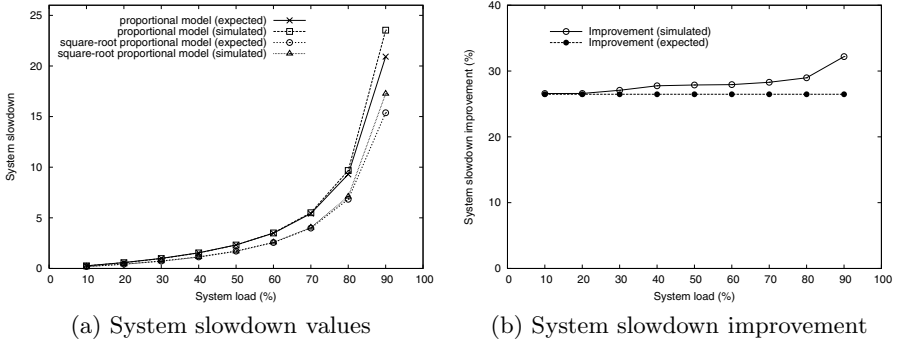 proportional model (expected)
proportional model (simulated)
square-root proportional model (expected)
square-root proportional model (simulated)
25
20
15
10
5
0
System slowdown
0 10 20 30 40 50 60 70 80 90 100
System load (%)
(a) System slowdown values
Improvement (simulated)
Improvement (expected)
40
30
20
10
0
System slowdown improvement (%)
0 10 20 30 40 50 60 70 80 90 100
System load (%)
(b) System slowdown improvement